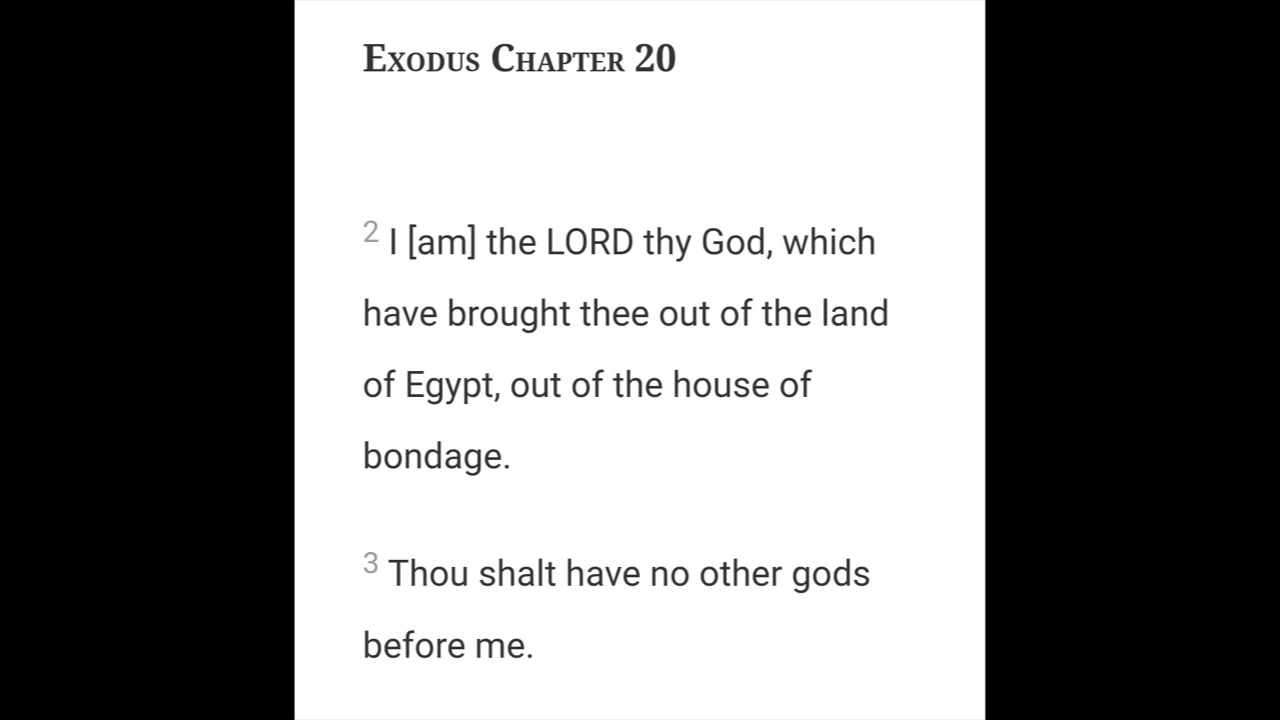 Exodus Chapter 20
2 I [am] the LORD thy God, which
have brought thee out of the land
of Egypt, out of the house of
bondage.
3 Thou shalt have no other gods
before me.